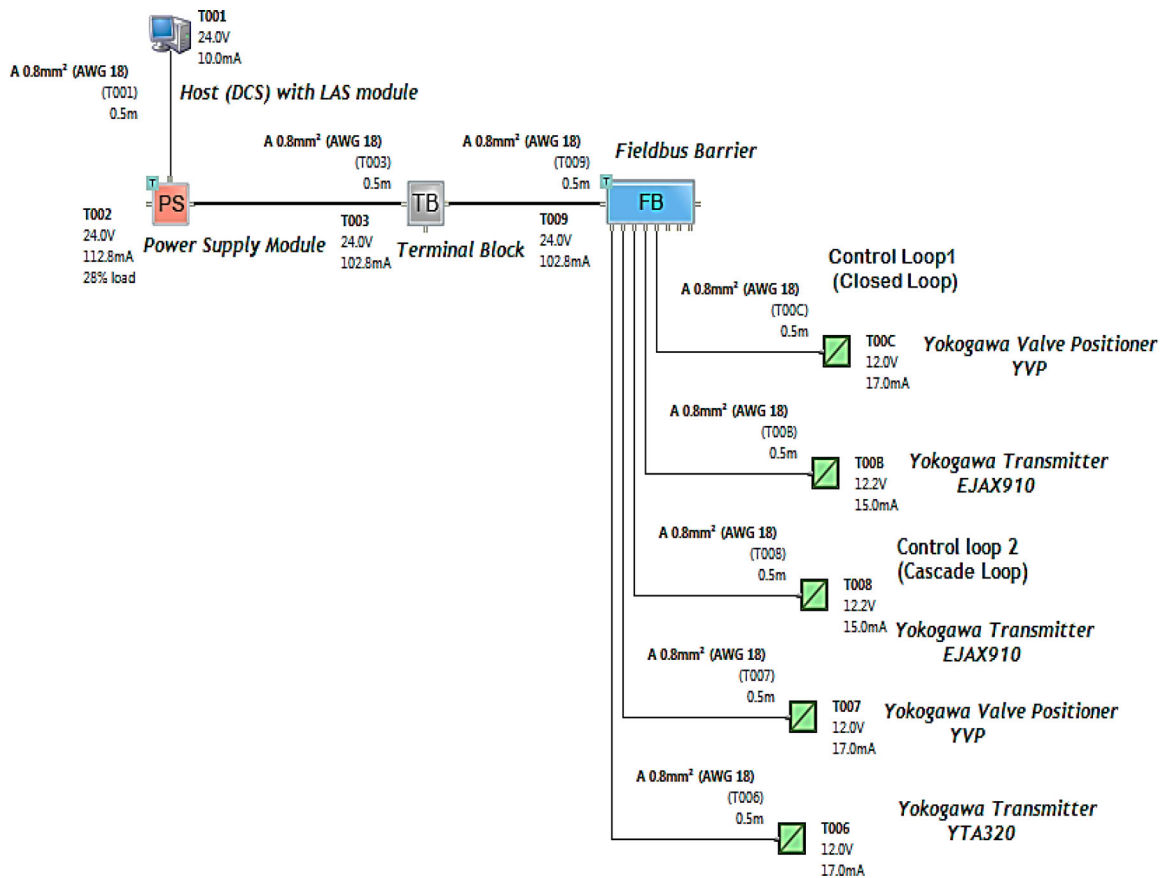 T001
24.0V
10.0mA
A 0.8mm² (AWG 18)
(T001)
0.5m
Host (DCS) with LAS module
A 0.8mm² (AWG 18)
(T003)
0.5m
A 0.8mm² (AWG 18)
(T009)
0.5m
Fieldbus Barrier
T
PS
TB
T
FB
T002
24.0V
112.8mA
28% load
Power Supply Module
T003
24.0V
102.8mA
Terminal Block
T009
24.0V
102.8mA
Control Loop1
(Closed Loop)
A 0.8mm² (AWG 18)
(T00C)
0.5m
T00C
12.0V
17.0mA
Yokogawa Valve Positioner
YVP
A 0.8mm² (AWG 18)
(T00B)
0.5m
T00B
12.2V
15.0mA
Yokogawa Transmitter
EJAX910
A 0.8mm² (AWG 18)
(T008)
0.5m
Control loop 2
(Cascade Loop)
T008
12.2V
15.0mA
Yokogawa Transmitter
EJAX910
A 0.8mm² (AWG 18)
(T007)
0.5m
T007
12.0V
17.0mA
Yokogawa Valve Positioner
YVP
A 0.8mm² (AWG 18)
(T006)
0.5m
T006
12.0V
17.0mA
Yokogawa Transmitter
YTA320